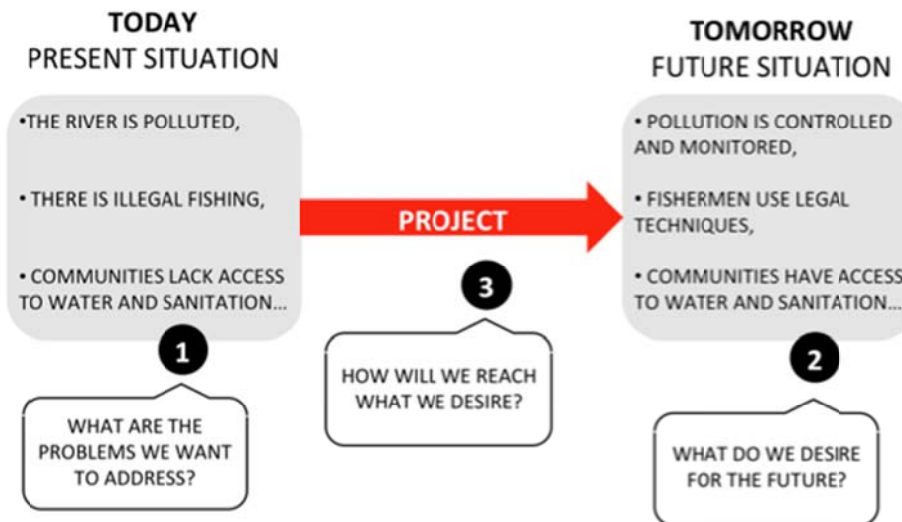 TODAY
PRESENT SITUATION
•THE RIVER IS POLLUTED,
• THERE IS ILLEGAL FISHING,
• COMMUNITIES LACK ACCESS
TO WATER AND SANITATION...
1
WHAT ARE THE
PROBLEMS WE WANT
TO ADDRESS?
PROJECT
3
HOW WILL WE REACH
WHAT WE DESIRE?
TOMORROW
FUTURE SITUATION
• POLLUTION IS CONTROLLED
AND MONITORED,
• FISHERMEN USE LEGAL
TECHNIQUES,
• COMMUNITIES HAVE ACCESS
TO WATER AND SANITATION...
2
WHAT DO WE DESIRE
FOR THE FUTURE?